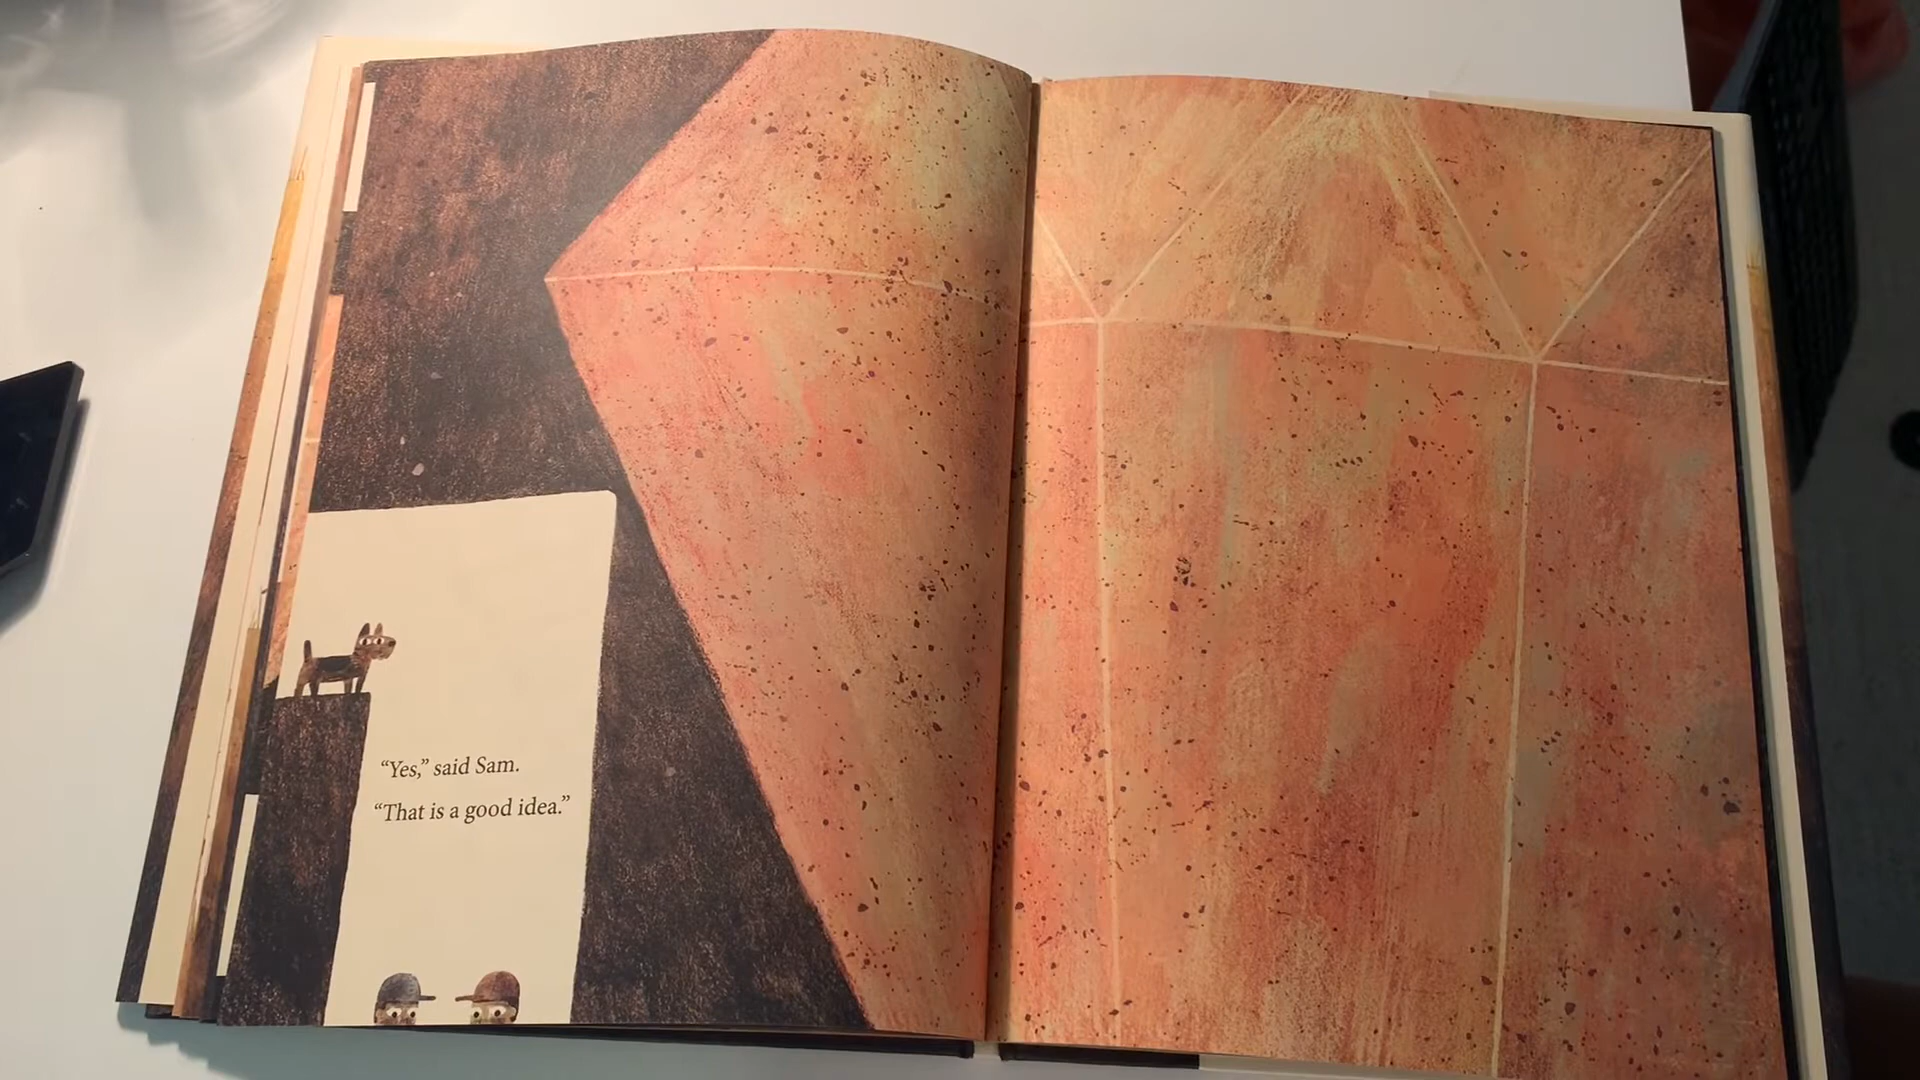 “Yes,” said Sam.
“That is a good idea.”